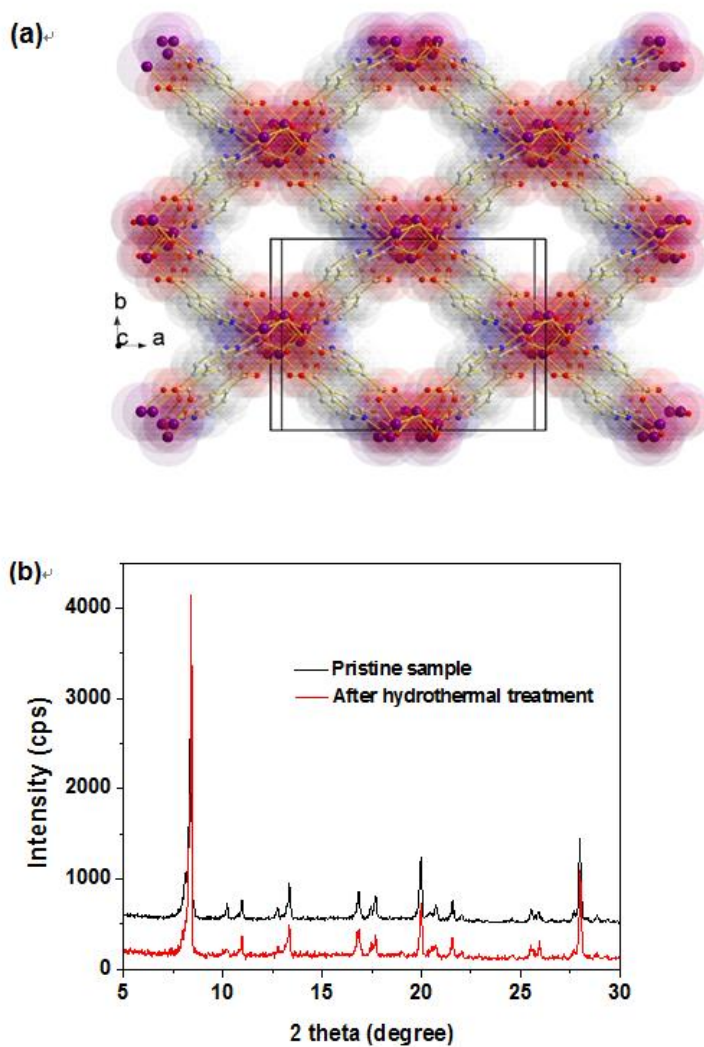 (a)↵
b
c a
(b)↵
4000
3000
2000
1000
0
Intensity (cps)
Pristine sample
After hydrothermal treatment
5 10 15 20 25 30
2 theta (degree)